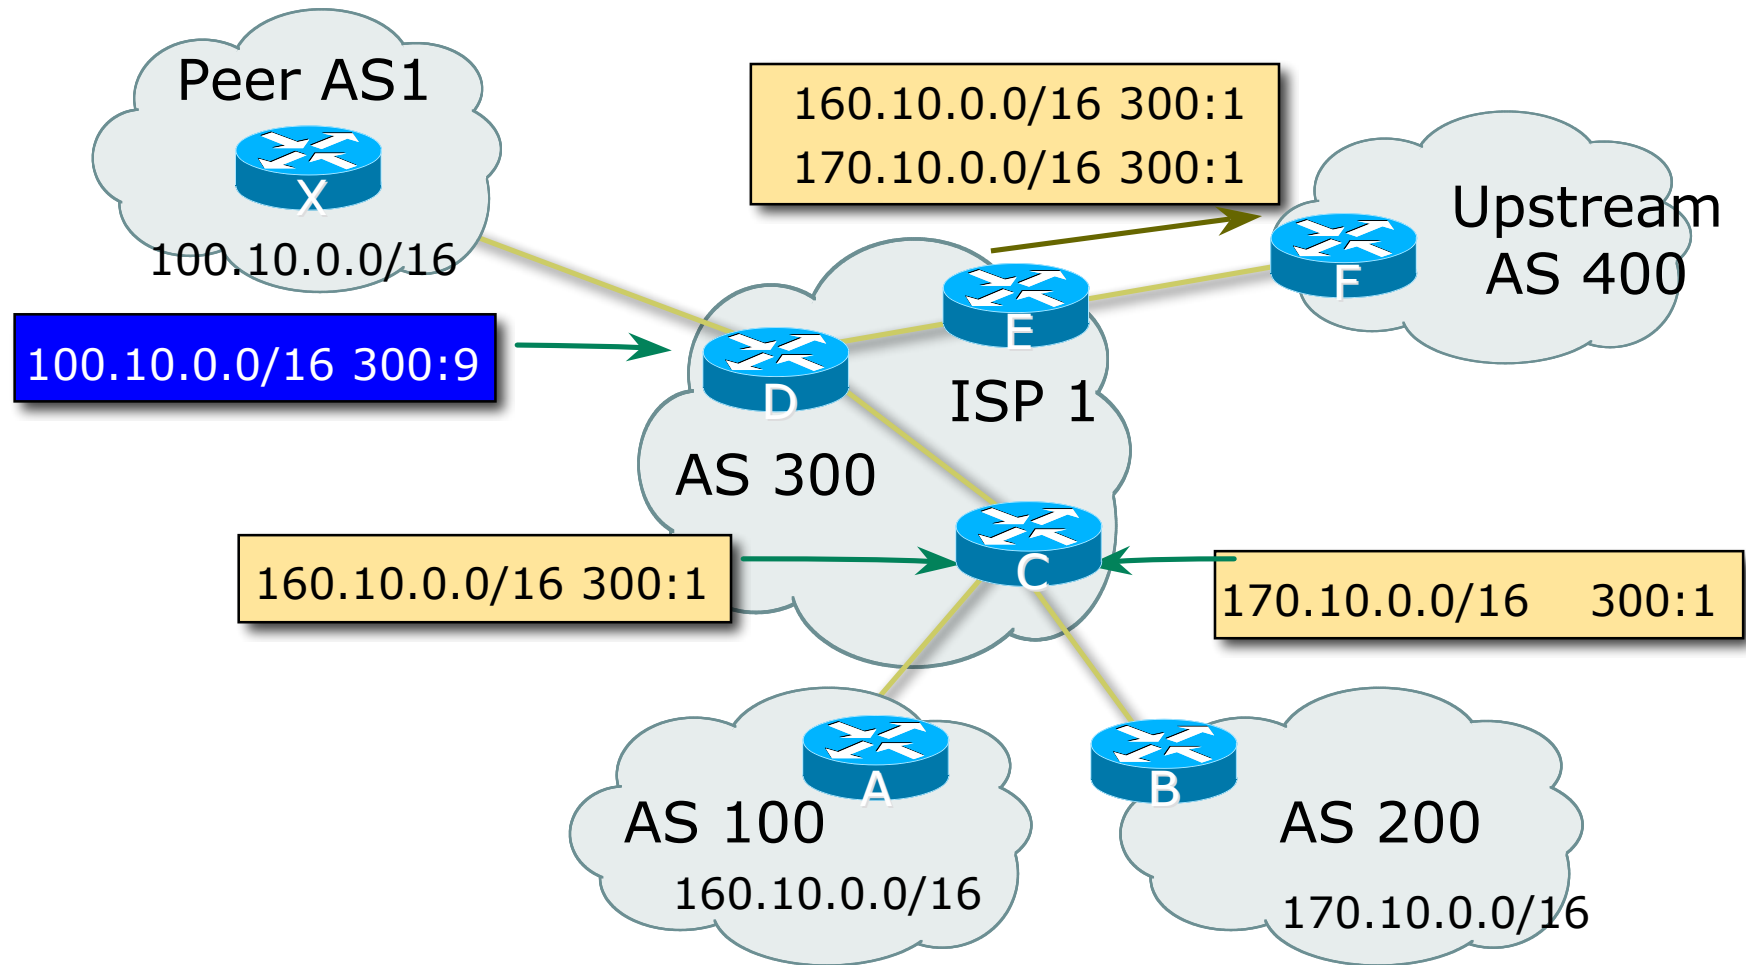 Peer AS1
X
100.10.0.0/16
160.10.0.0/16 300:1
170.10.0.0/16 300:1
Upstream
AS 400
F
E
100.10.0.0/16 300:9
D
ISP 1
AS 300
C
160.10.0.0/16 300:1
170.10.0.0/16 300:1
A
B
AS 100
160.10.0.0/16
AS 200
170.10.0.0/16